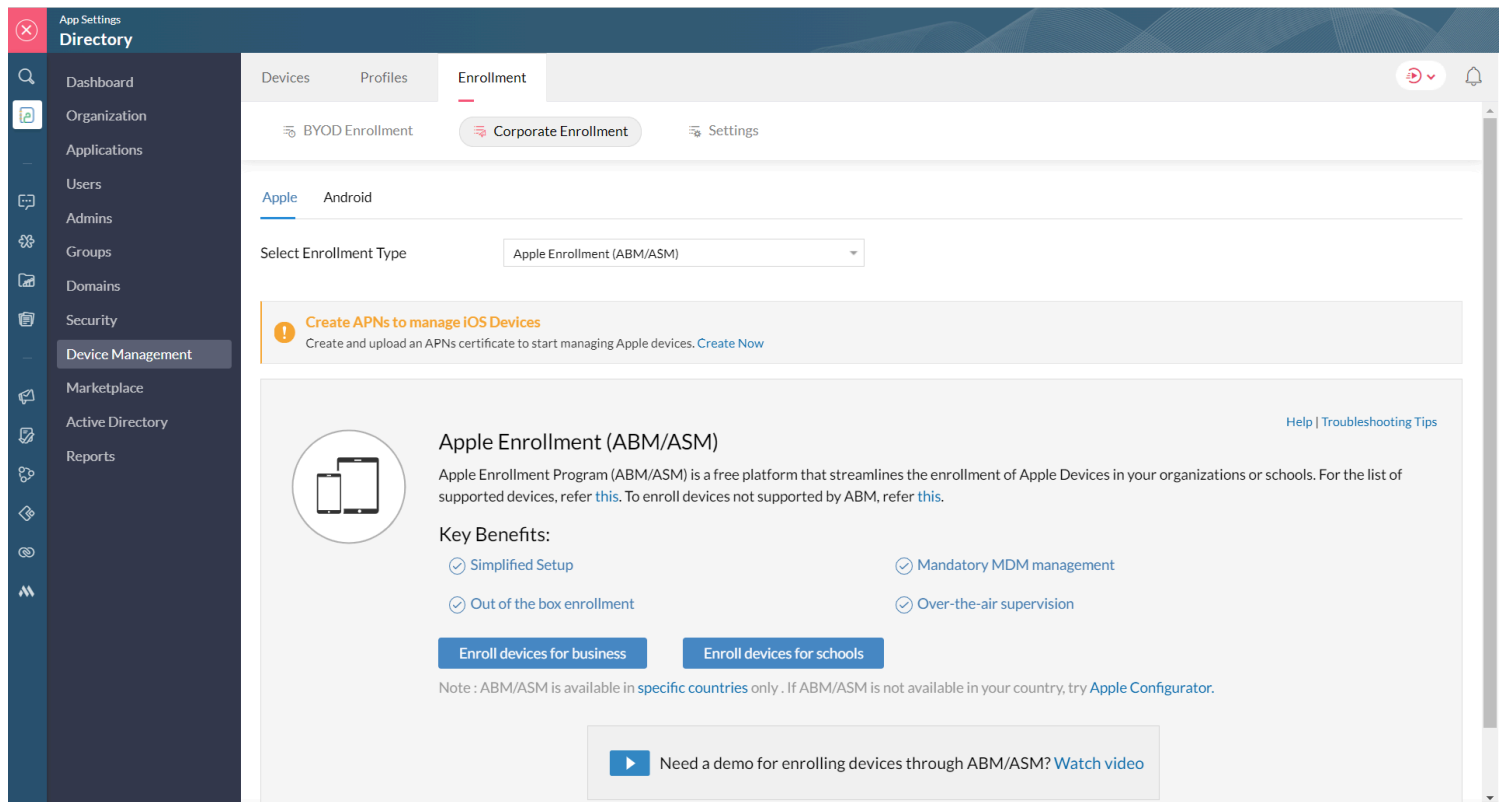 App Settings
Directory
Dashboard
Organization
Applications
Users
Admins
Groups
Domains
Security
Device Management
Marketplace
Active Directory
Reports
Devices Profiles Enrollment
BYOD Enrollment Corporate Enrollment Settings
Apple Android
Select Enrollment Type Apple Enrollment (ABM/ASM)
Create APNs to manage iOS Devices
Create and upload an APNs certificate to start managing Apple devices. Create Now
Help | Troubleshooting Tips
Apple Enrollment (ABM/ASM)
Apple Enrollment Program (ABM/ASM) is a free platform that streamlines the enrollment of Apple Devices in your organizations or schools. For the list of
supported devices, refer this. To enroll devices not supported by ABM, refer this.
Key Benefits:
Simplified Setup Mandatory MDM management
Out of the box enrollment Over-the-air supervision
Enroll devices for business Enroll devices for schools
Note : ABM/ASM is available in specific countries only . If ABM/ASM is not available in your country, try Apple Configurator.
Need a demo for enrolling devices through ABM/ASM? Watch video